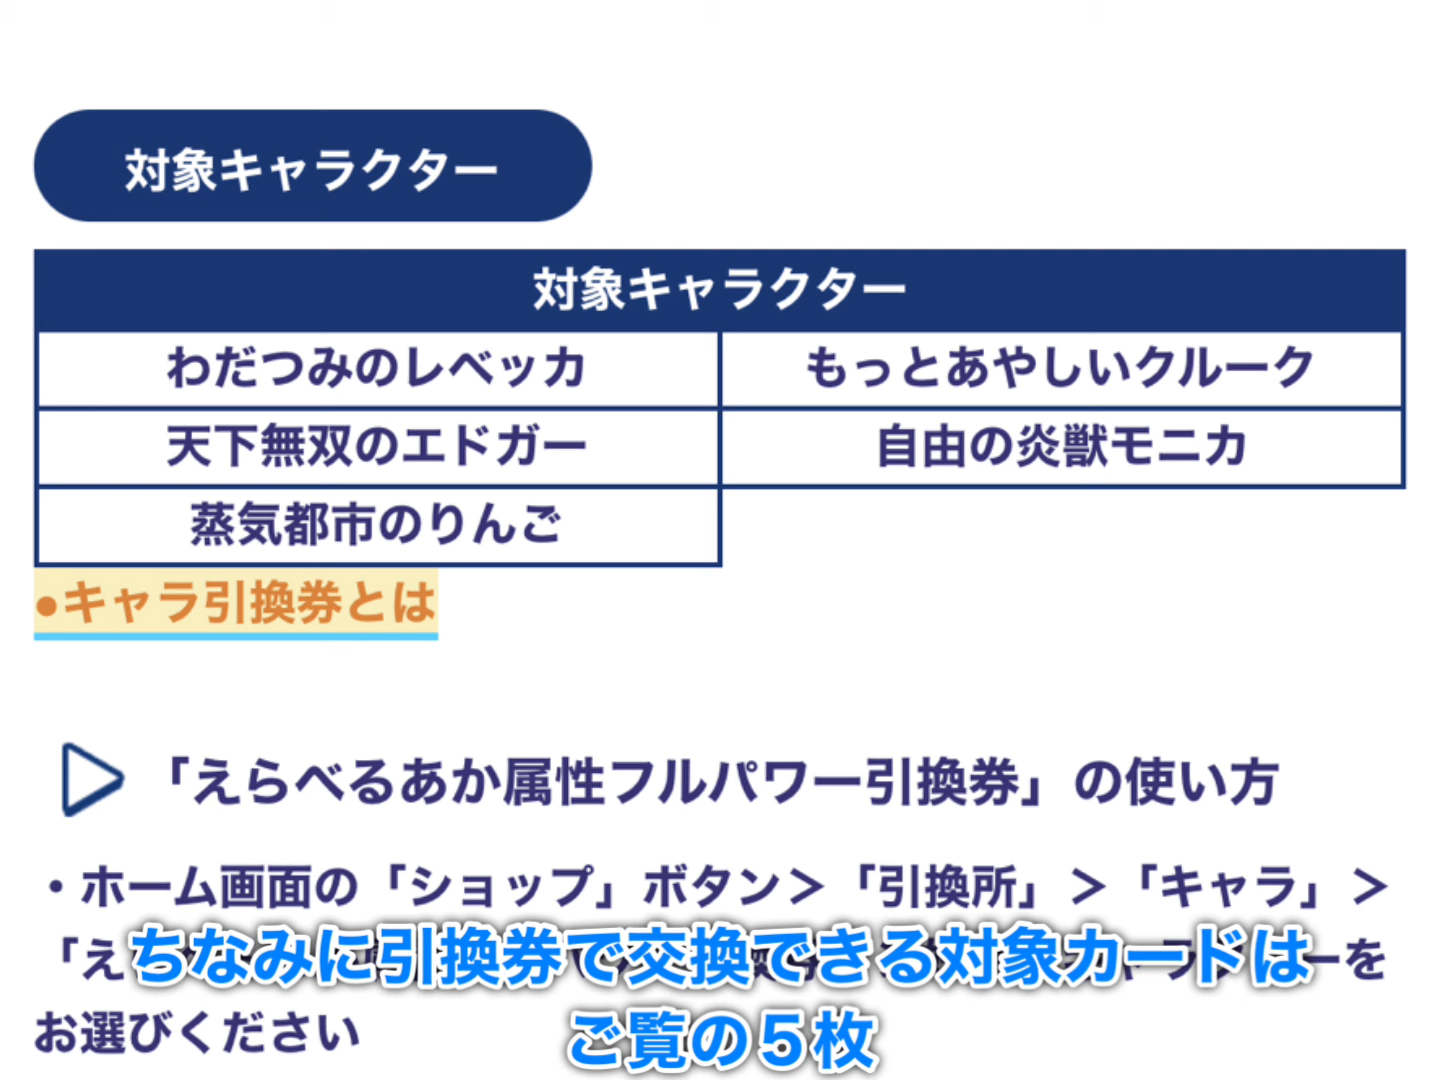 対象キャラクター
対象キャラクター
わだつみのレベッカ
もっとあやしいクルーク
天下無双のエドガー
自由の炎獣モニカ
蒸気都市のりんご
●キャラ引換券とは
「えらべるあか属性フルパワー引換券」の使い方
・ホーム画面の「ショップ」ボタン＞「引換所」＞「キャラ」＞
「え
ーを
ちなみに引換券で交換できる対象カードは
お選びください
ご覧の５枚